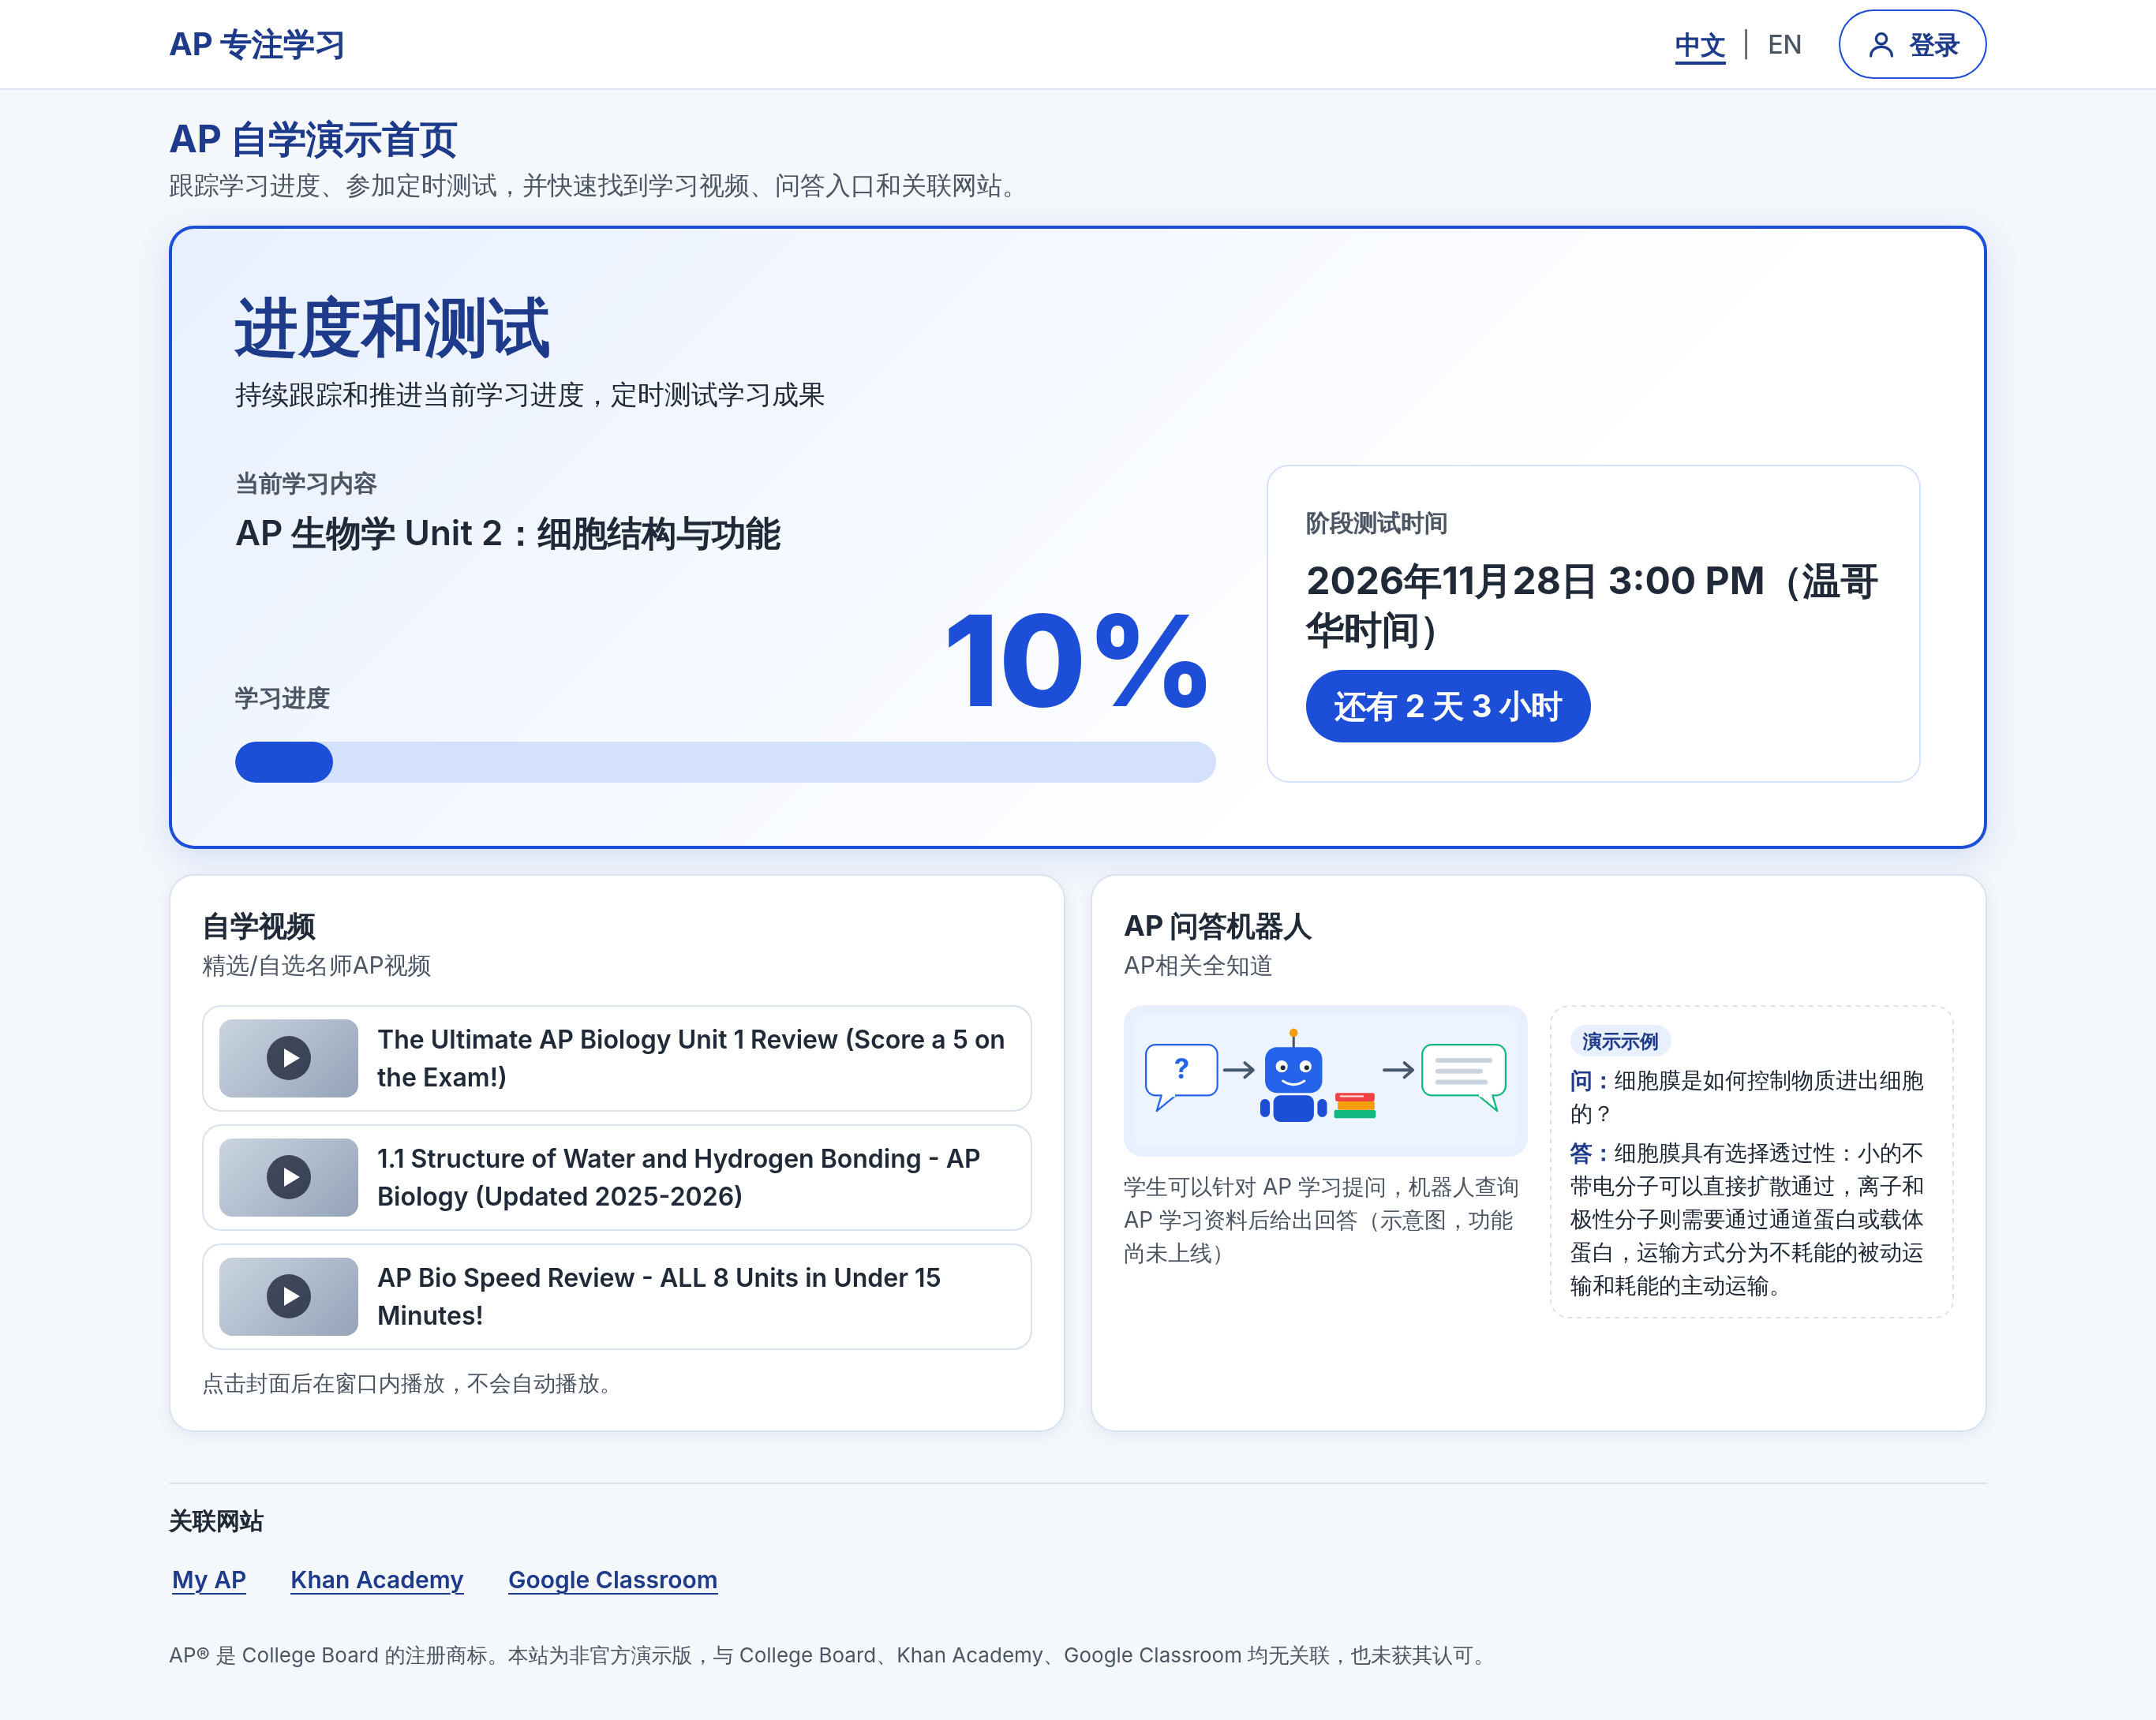 AP 专注学习
中文 | EN
登录
AP 自学演示首页
跟踪学习进度、参加定时测试，并快速找到学习视频、问答入口和关联网站。
进度和测试
持续跟踪和推进当前学习进度，定时测试学习成果
当前学习内容
AP 生物学 Unit 2：细胞结构与功能
学习进度
10%
阶段测试时间
2026年11月28日 3:00 PM（温哥
华时间）
还有 2 天 3 小时
自学视频
精选/自选名师AP视频
The Ultimate AP Biology Unit 1 Review (Score a 5 on
the Exam!)
1.1 Structure of Water and Hydrogen Bonding - AP
Biology (Updated 2025-2026)
AP Bio Speed Review - ALL 8 Units in Under 15
Minutes!
点击封面后在窗口内播放，不会自动播放。
AP 问答机器人
AP相关全知道
?
学生可以针对 AP 学习提问，机器人查询
AP 学习资料后给出回答（示意图，功能
尚未上线）
演示示例
问：细胞膜是如何控制物质进出细胞
的？
答：细胞膜具有选择透过性：小的不
带电分子可以直接扩散通过，离子和
极性分子则需要通过通道蛋白或载体
蛋白，运输方式分为不耗能的被动运
输和耗能的主动运输。
关联网站
My AP
Khan Academy
Google Classroom
AP® 是 College Board 的注册商标。本站为非官方演示版，与 College Board、Khan Academy、Google Classroom 均无关联，也未获其认可。